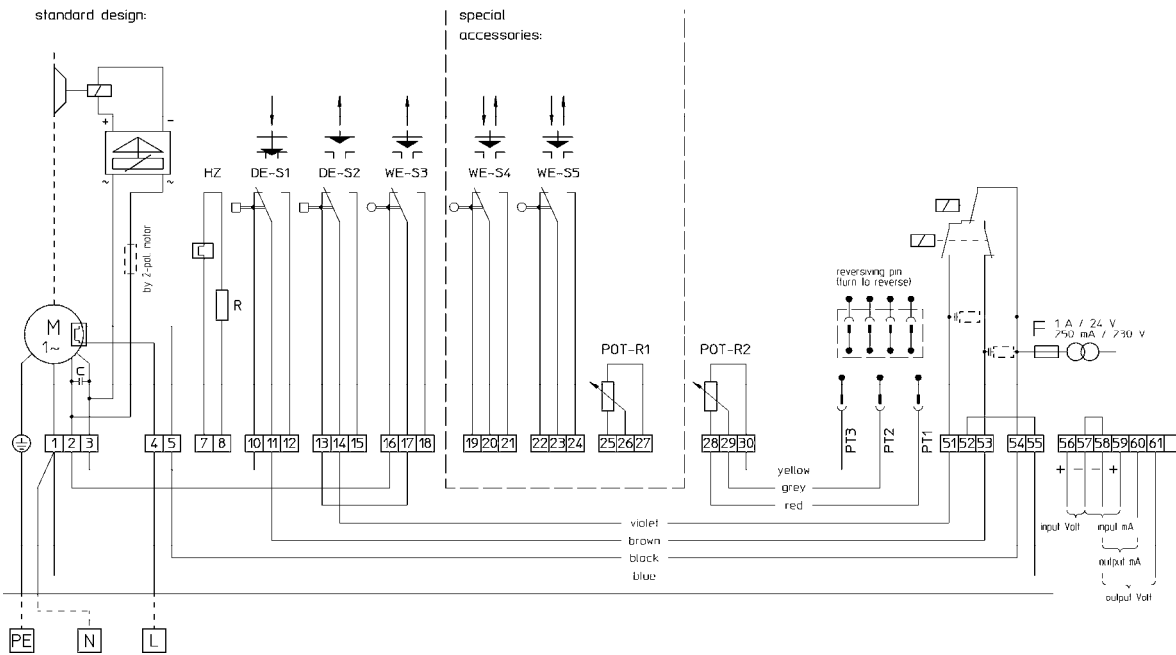 standard design:
special
accessories:
+ −
~ ~
by 2-pol. motor
HZ DE-S1 DE-S2 WE-S3 WE-S4 WE-S5
R
M
1~
C
POT-R1 POT-R2
reversiving pin
(turn to reverse)
F 1 A / 24 V
250 mA / 230 V
PT3 PT2 PT1
1 2 3 4 5 7 8 10 11 12 13 14 15 16 17 18 19 20 21 22 23 24 25 26 27 28 29 30 51 52 53 54 55 56 57 58 59 60 61
+ − − +
yellow
grey
red
violet
brown
black
blue
input Volt input mA
output mA
output Volt
PE N L